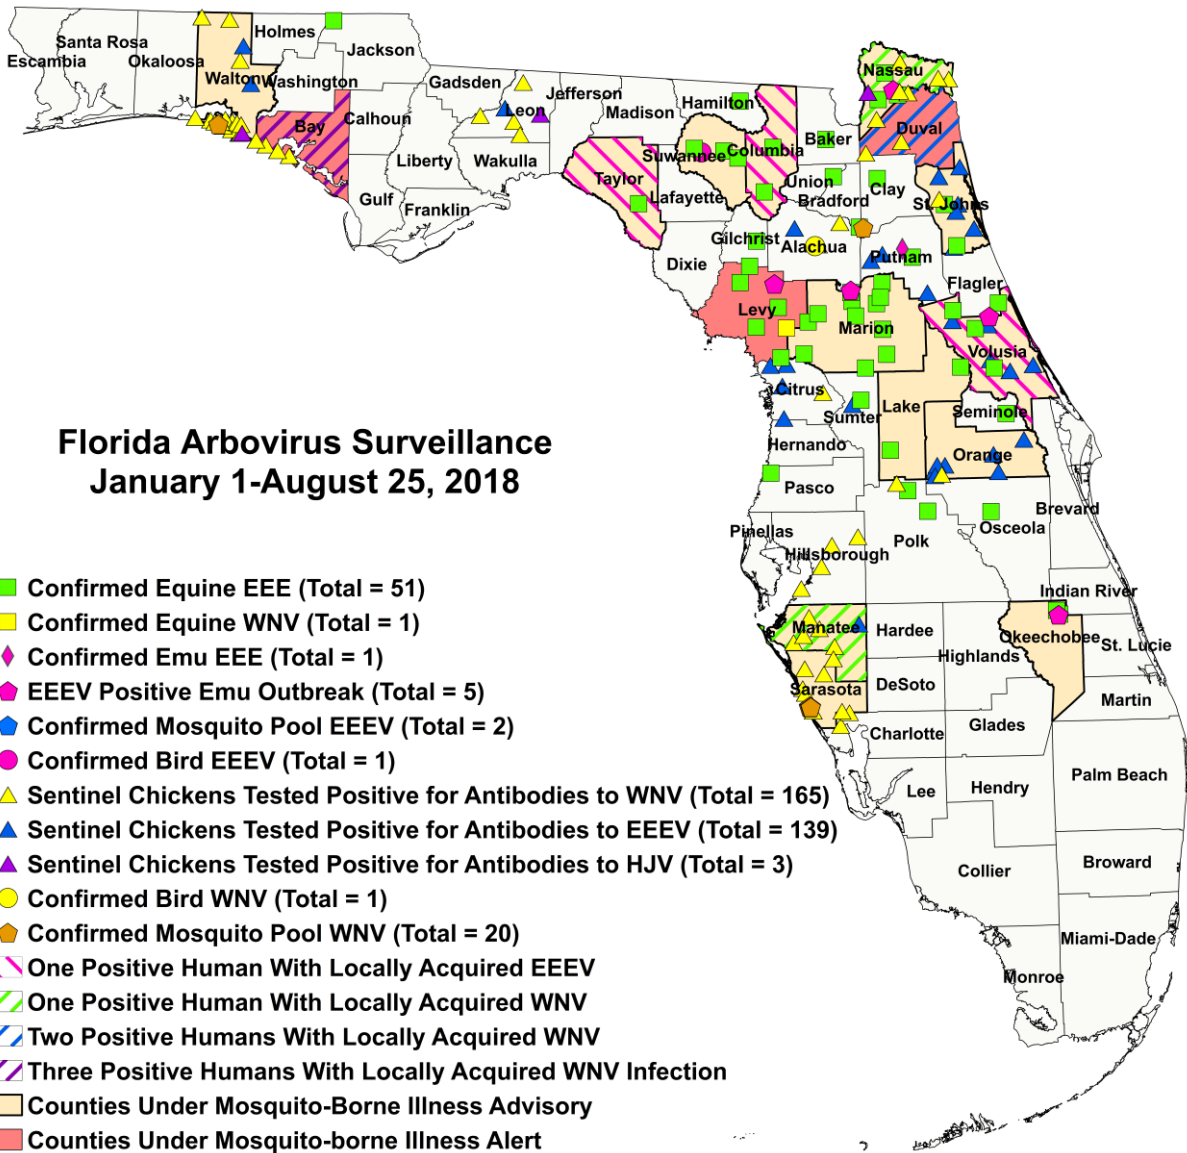 Holmes
Santa Rosa
Jackson
Escambia
Okaloosa
Walton
Washington
Gadsden
Jefferson
Madison
Hamilton
Nassau
Leon
Bay
Calhoun
Duval
Baker
Suwannee
Columbia
Liberty
Wakulla
Taylor
Lafayette
Union
Clay
Bradford
St. Johns
Gulf
Franklin
Gilchrist
Alachua
Putnam
Dixie
Flagler
Levy
Marion
Volusia
Citrus
Lake
Seminole
Sumter
Hernando
Orange
Florida Arbovirus Surveillance
January 1-August 25, 2018
Pasco
Brevard
Osceola
Pinellas
Polk
Hillsborough
Indian River
Manatee
Hardee
Okeechobee
St. Lucie
Highlands
DeSoto
Sarasota
Martin
Glades
Charlotte
Palm Beach
Lee
Hendry
Broward
Collier
Miami-Dade
Monroe
Confirmed Equine EEE (Total = 51)
Confirmed Equine WNV (Total = 1)
Confirmed Emu EEE (Total = 1)
EEEV Positive Emu Outbreak (Total = 5)
Confirmed Mosquito Pool EEEV (Total = 2)
Confirmed Bird EEEV (Total = 1)
Sentinel Chickens Tested Positive for Antibodies to WNV (Total = 165)
Sentinel Chickens Tested Positive for Antibodies to EEEV (Total = 139)
Sentinel Chickens Tested Positive for Antibodies to HJV (Total = 3)
Confirmed Bird WNV (Total = 1)
Confirmed Mosquito Pool WNV (Total = 20)
One Positive Human With Locally Acquired EEEV
One Positive Human With Locally Acquired WNV
Two Positive Humans With Locally Acquired WNV
Three Positive Humans With Locally Acquired WNV Infection
Counties Under Mosquito-Borne Illness Advisory
Counties Under Mosquito-borne Illness Alert